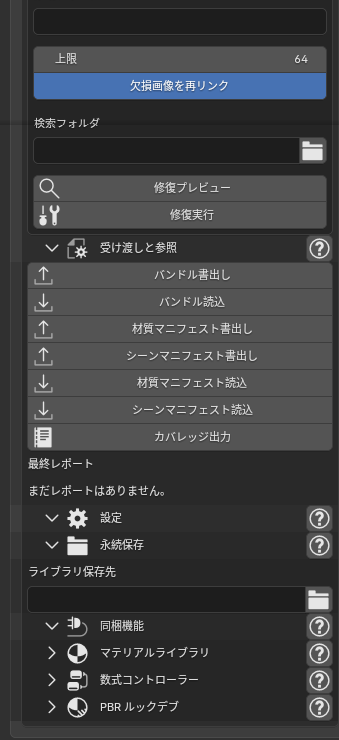 上限 64
欠損画像を再リンク
検索フォルダ
修復プレビュー
修復実行
受け渡しと参照
バンドル書出し
バンドル読込
材質マニフェスト書出し
シーンマニフェスト書出し
材質マニフェスト読込
シーンマニフェスト読込
カバレッジ出力
最終レポート
まだレポートはありません。
設定
永続保存
ライブラリ保存先
同梱機能
マテリアルライブラリ
数式コントローラー
PBR ルックデブ